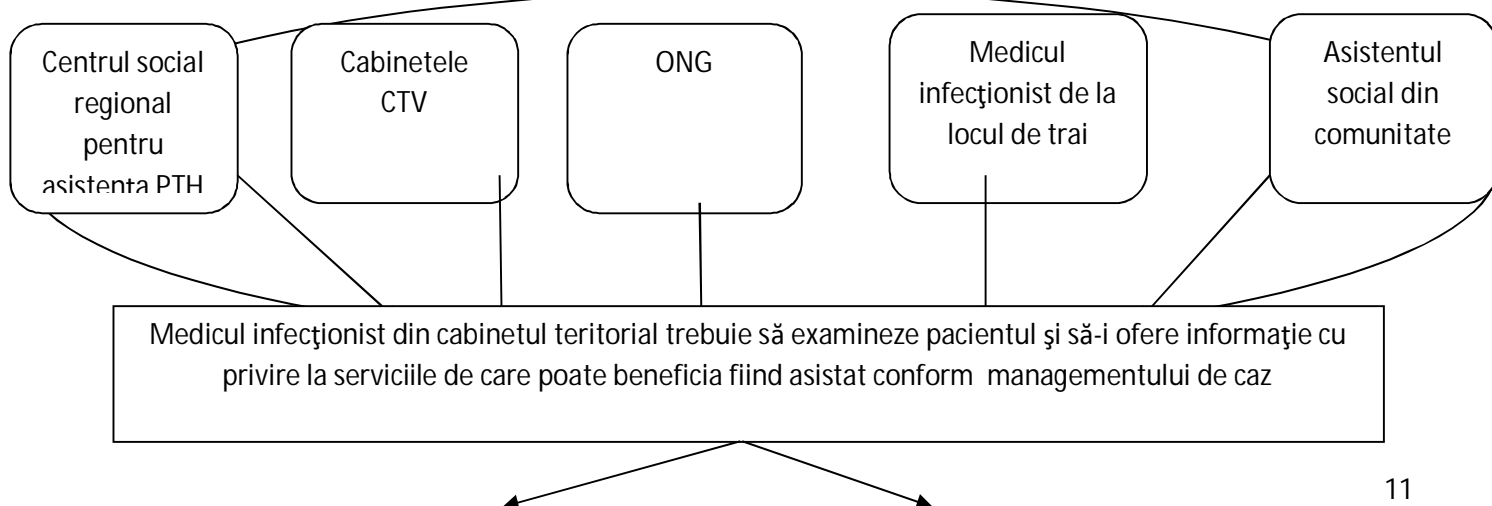 Centrul social
regional
pentru
asistența PTH
Cabinetele
CTV
ONG
Medicul
infecţionist de la
locul de trai
Asistentul
social din
comunitate
Medicul infecţionist din cabinetul teritorial trebuie să examineze pacientul şi să-i ofere informaţie cu
privire la serviciile de care poate beneficia fiind asistat conform managementului de caz
11